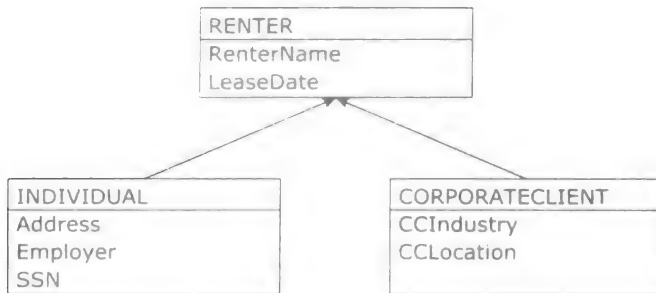 RENTER
RenterName
LeaseDate
INDIVIDUAL
Address
Employer
SSN
CORPORATECLIENT
CCIndustry
CCLocation